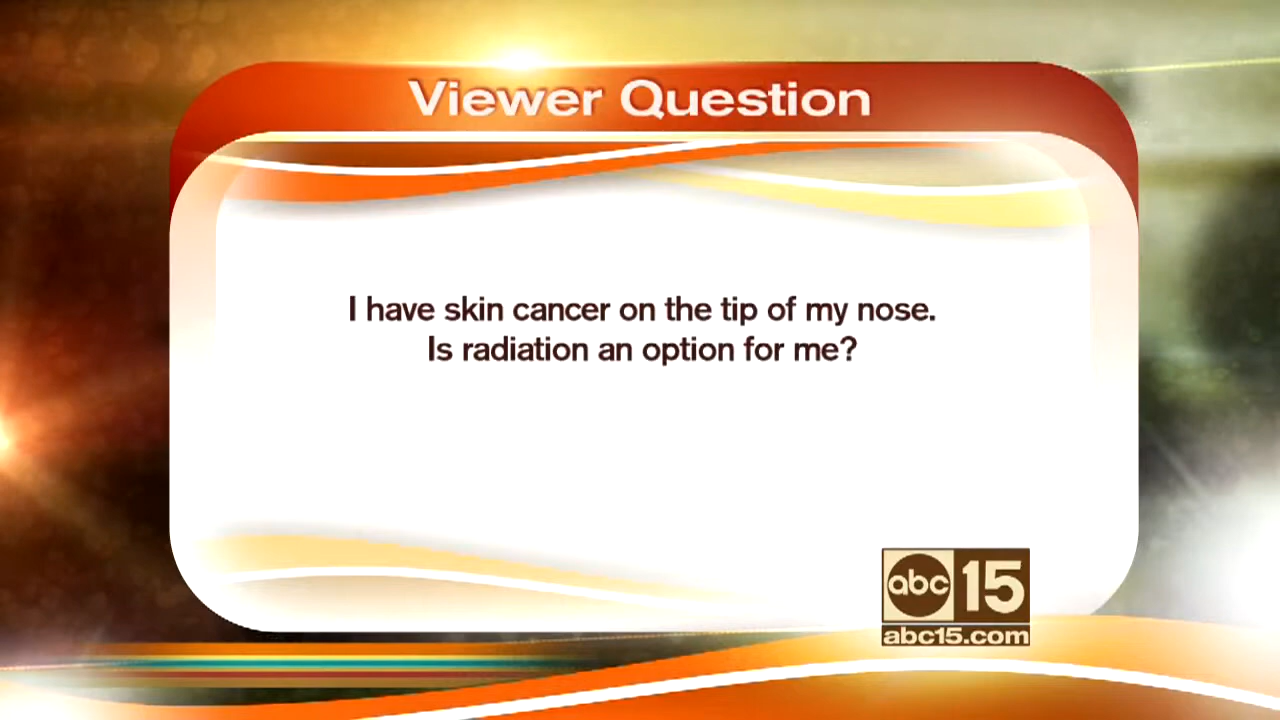 Viewer Question
I have skin cancer on the tip of my nose.
Is radiation an option for me?
abc 15
abc15.com